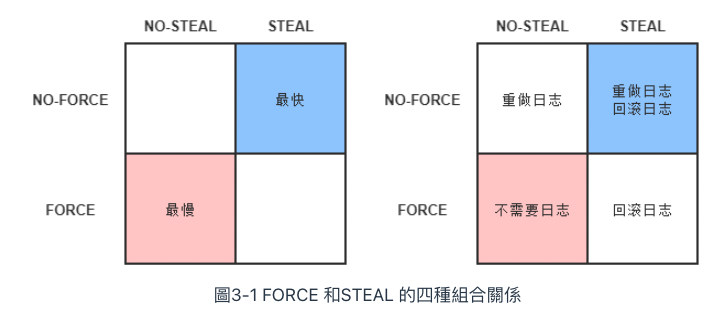 NO-STEAL STEAL
NO-FORCE 最快
FORCE 最慢
NO-STEAL STEAL
NO-FORCE 重做日志 重做日志
回滚日志
FORCE 不需要日志 回滚日志
圖3-1 FORCE 和STEAL 的四種組合關係